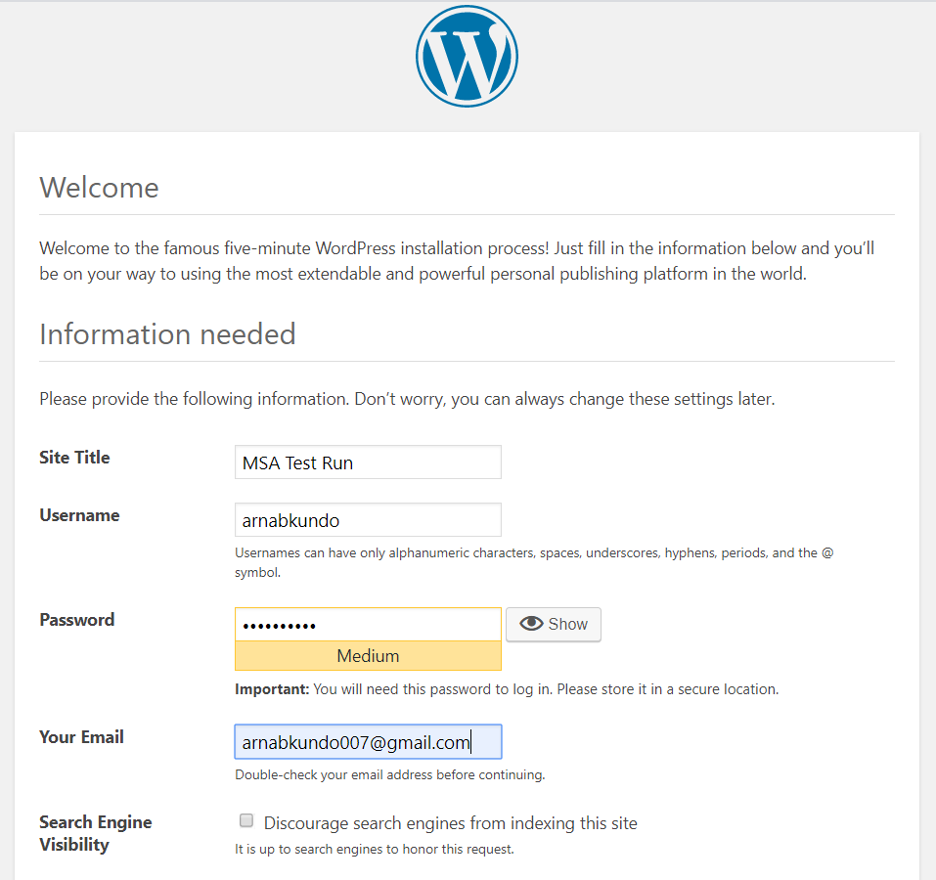 Welcome
Welcome to the famous five-minute WordPress installation process! Just fill in the information below and you’ll
be on your way to using the most extendable and powerful personal publishing platform in the world.
Information needed
Please provide the following information. Don’t worry, you can always change these settings later.
Site Title
MSA Test Run
Username
arnabkundo
Usernames can have only alphanumeric characters, spaces, underscores, hyphens, periods, and the @
symbol.
Password
••••••••••
Show
Medium
Important: You will need this password to log in. Please store it in a secure location.
Your Email
arnabkundo007@gmail.com
Double-check your email address before continuing.
Search Engine
Visibility
Discourage search engines from indexing this site
It is up to search engines to honor this request.